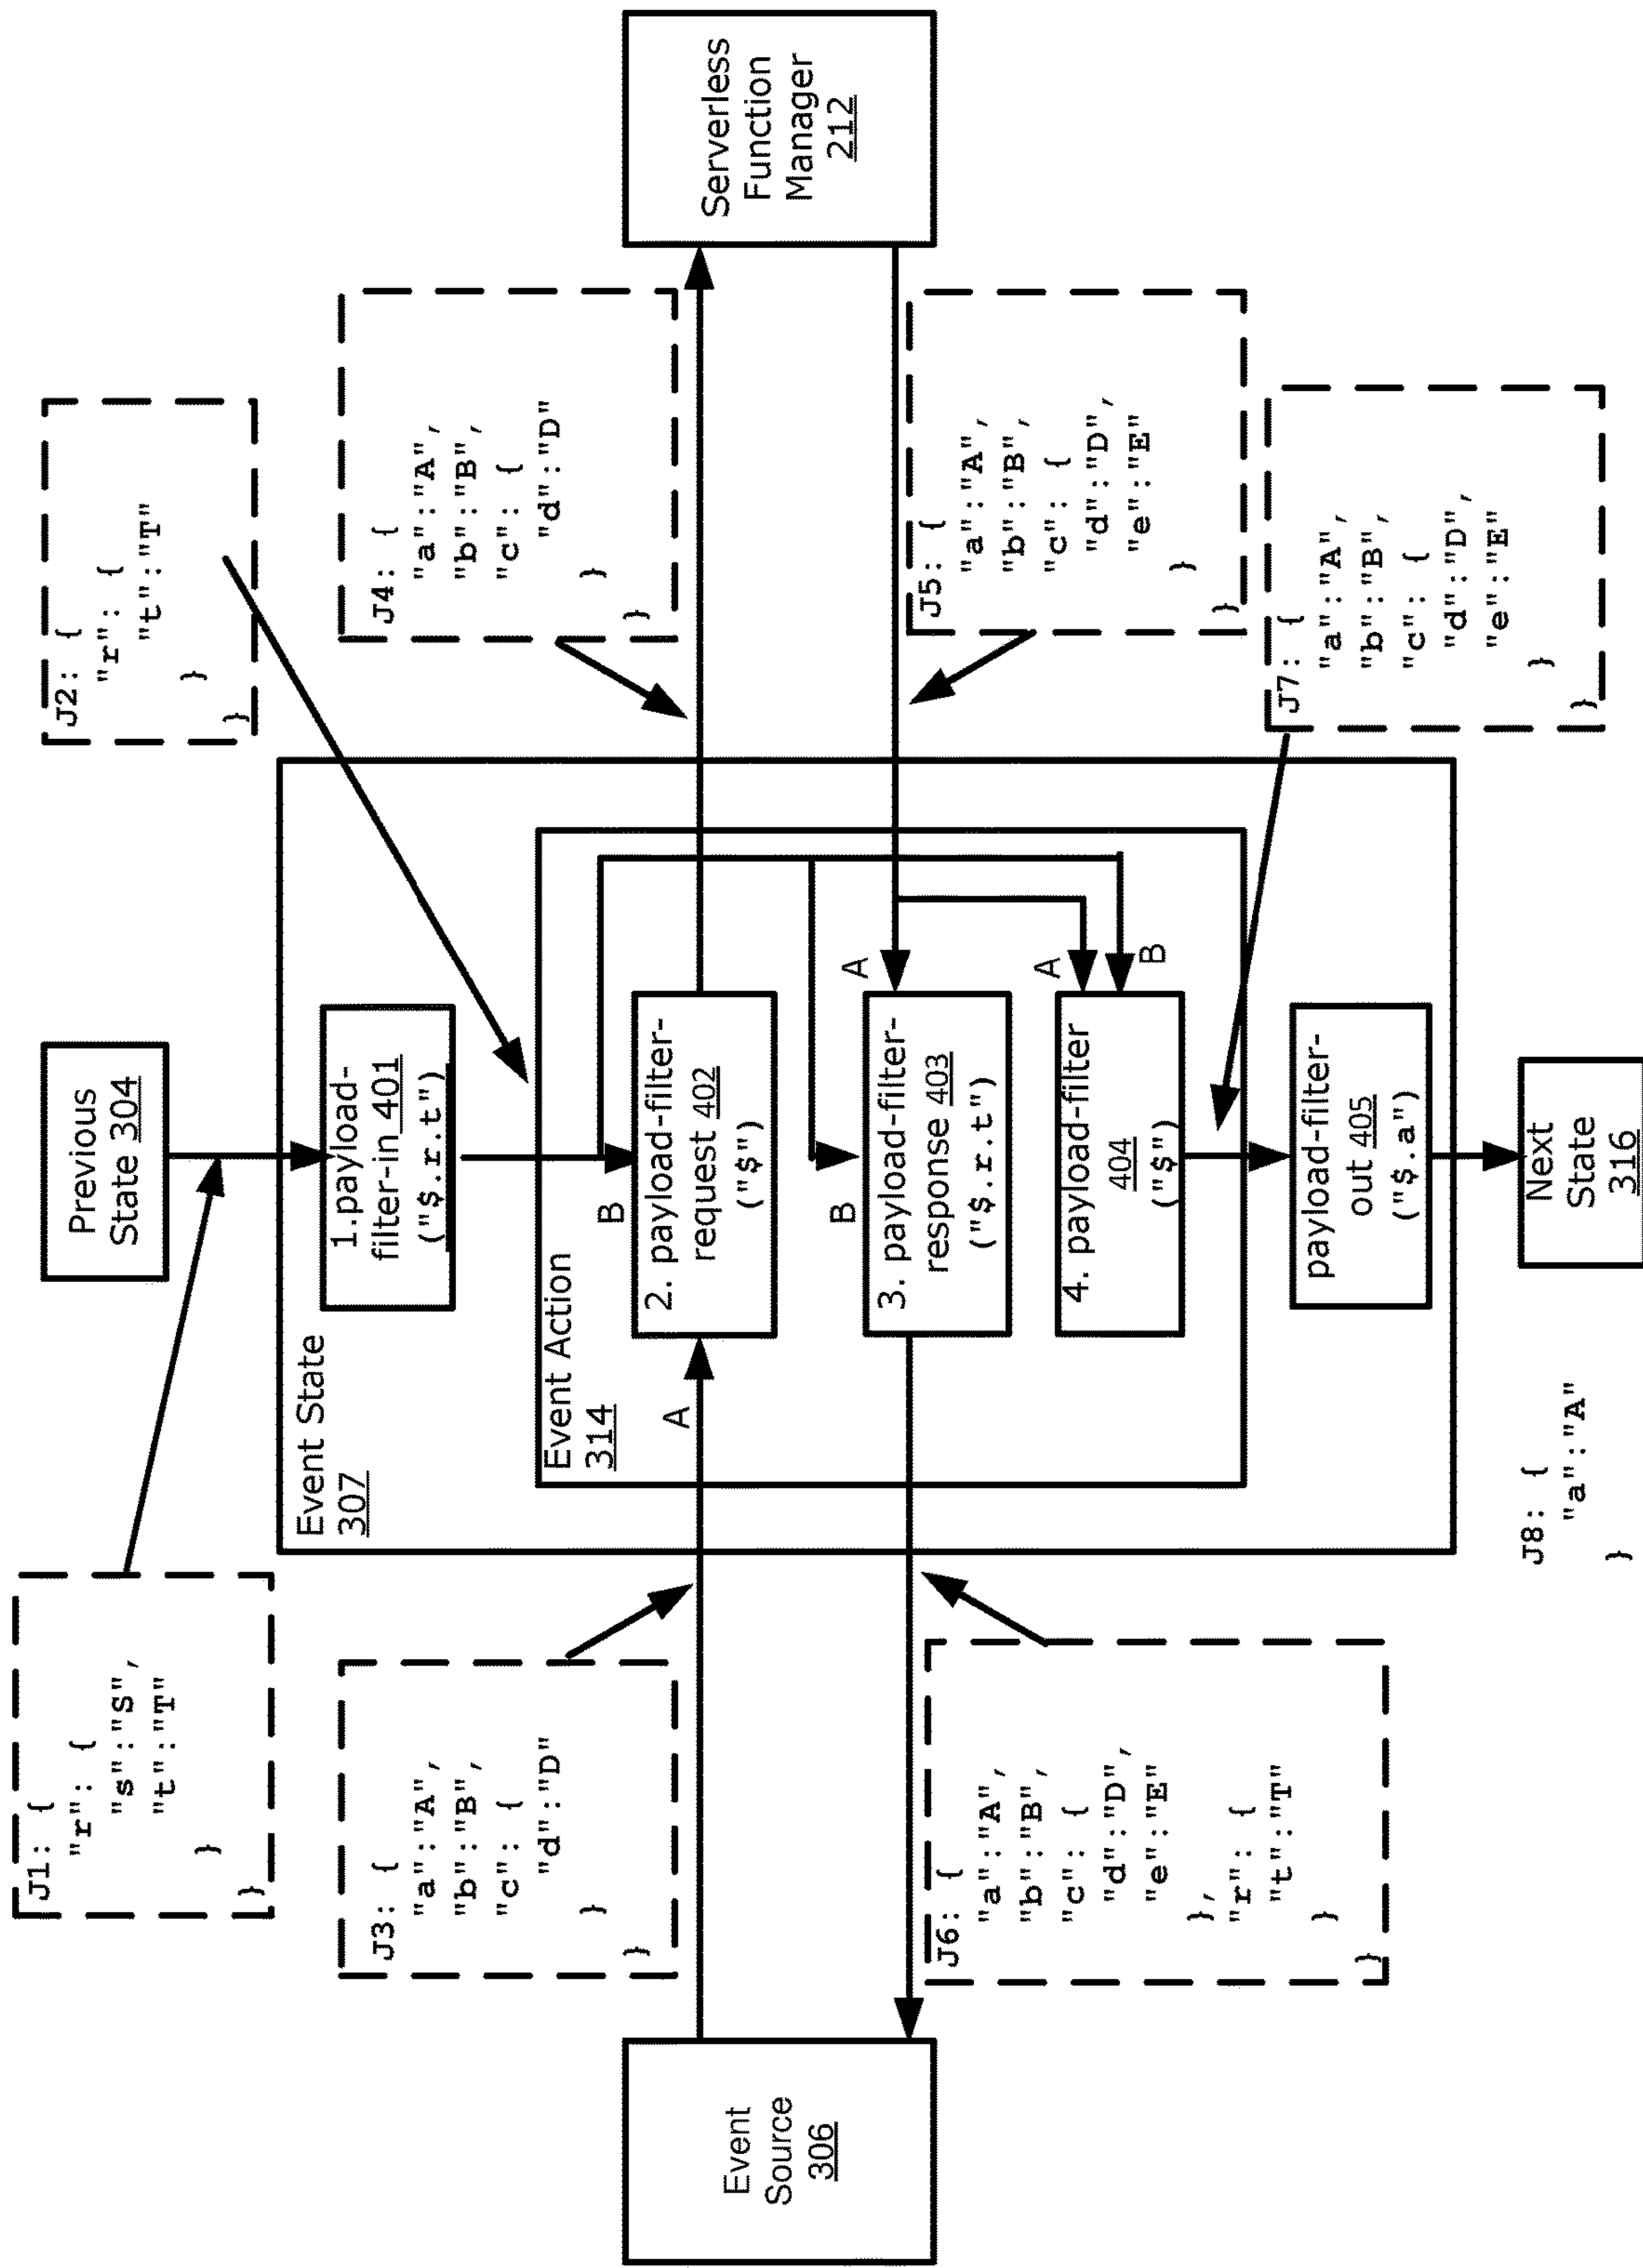 J1: {
"r": {
"s":"S",
"t":"T"
}
}
Previous
State 304
J2: {
"r": {
"t":"T"
}
}
Event State
307
1.payload-
filter-in 401
("$.r.t")
J3: {
"a":"A",
"b":"B",
"c": {
"d":"D"
}
}
J4: {
"a":"A",
"b":"B",
"c": {
"d":"D"
}
}
Event Action
314
B
A
2. payload-filter-
request 402
("$")
Event
Source
306
Serverless
Function
Manager
212
B
3. payload-filter-
response 403
("$.r.t")
A
J6: {
"a":"A",
"b":"B",
"c": {
"d":"D",
"e":"E"
},
"r": {
"t":"T"
}
}
J5: {
"a":"A",
"b":"B",
"c": {
"d":"D",
"e":"E"
}
}
4. payload-filter
404
("$")
A
B
J7: {
"a":"A",
"b":"B",
"c": {
"d":"D",
"e":"E"
}
}
payload-filter-
out 405
("$.a")
J8: {
"a":"A"
}
Next
State
316